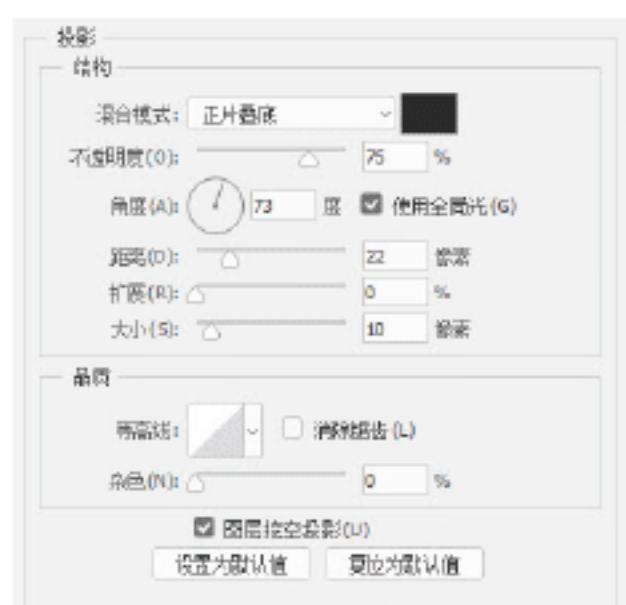 投影
结构
混合模式: 正片叠底
不透明度(O): 75 %
角度(A): 73 度 使用全局光(G)
距离(D): 22 像素
扩展(R): 0 %
大小(S): 10 像素
品质
等高线: 消除锯齿(L)
杂色(N): 0 %
图层挖空投影(U)
设置为默认值 复位为默认值